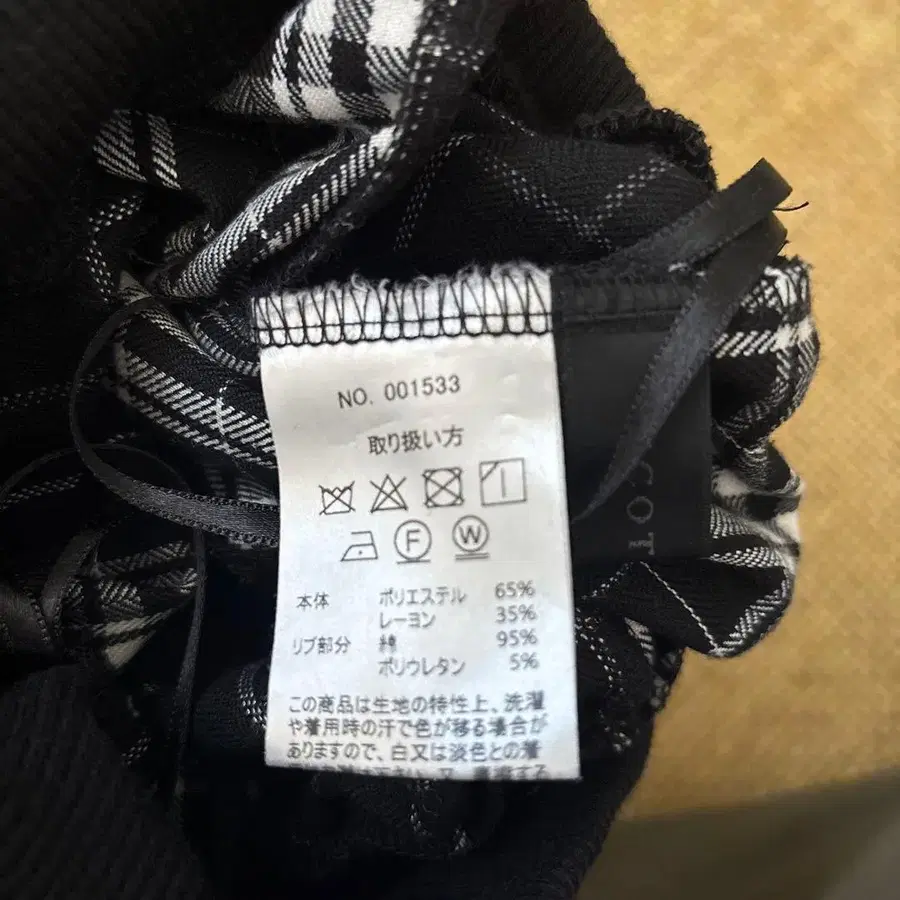 NO. 001533
取り扱い方
F W
本体 ポリエステル 65%
レーヨン 35%
リブ部分 綿 95%
ポリウレタン 5%
この商品は生地の特性上、洗濯
や着用時の汗で色が移る場合が
ありますので、白又は淡色との着
COT